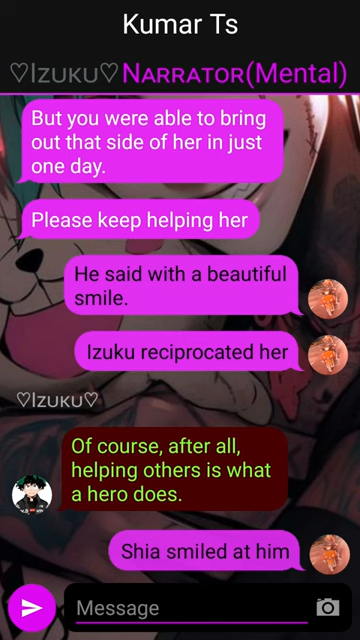 Kumar Ts
♡Izuku♡Narrator(Mental)
But you were able to bring
out that side of her in just
one day.
Please keep helping her
He said with a beautiful
smile.
Izuku reciprocated her
♡Izuku♡
Of course, after all,
helping others is what
a hero does.
Shia smiled at him
Message